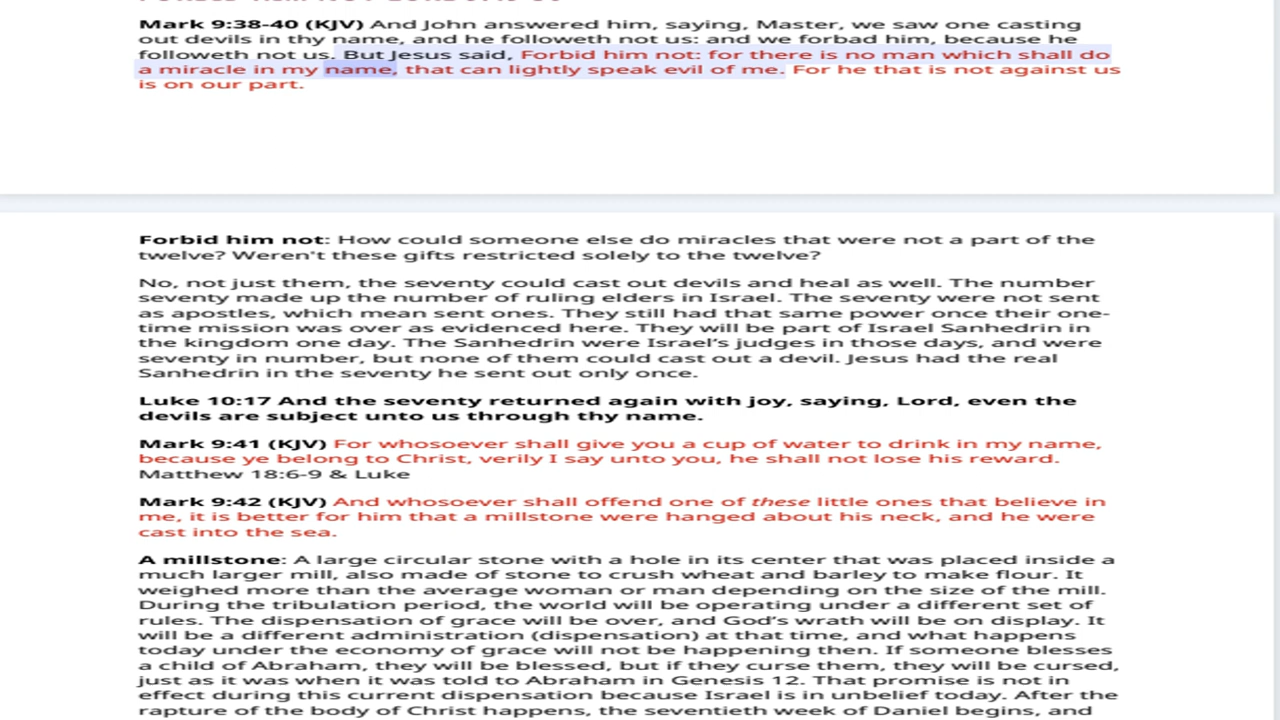 Mark 9:38-40 (KJV) And John answered him, saying, Master, we saw one casting
out devils in thy name, and he followeth not us: and we forbad him, because he
followeth not us. But Jesus said, Forbid him not: for there is no man which shall do
a miracle in my name, that can lightly speak evil of me. For he that is not against us
is on our part.
Forbid him not: How could someone else do miracles that were not a part of the
twelve? Weren't these gifts restricted solely to the twelve?
No, not just them, the seventy could cast out devils and heal as well. The number
seventy made up the number of ruling elders in Israel. The seventy were not sent
as apostles, which mean sent ones. They still had that same power once their one-
time mission was over as evidenced here. They will be part of Israel Sanhedrin in
the kingdom one day. The Sanhedrin were Israel's judges in those days, and were
seventy in number, but none of them could cast out a devil. Jesus had the real
Sanhedrin in the seventy he sent out only once.
Luke 10:17 And the seventy returned again with joy, saying, Lord, even the
devils are subject unto us through thy name.
Mark 9:41 (KJV) For whosoever shall give you a cup of water to drink in my name,
because ye belong to Christ, verily I say unto you, he shall not lose his reward.
Matthew 18:6-9 & Luke
Mark 9:42 (KJV) And whosoever shall offend one of these little ones that believe in
me, it is better for him that a millstone were hanged about his neck, and he were
cast into the sea.
A millstone: A large circular stone with a hole in its center that was placed inside a
much larger mill, also made of stone to crush wheat and barley to make flour. It
weighed more than the average woman or man depending on the size of the mill.
During the tribulation period, the world will be operating under a different set of
rules. The dispensation of grace will be over, and God's wrath will be on display. It
will be a different administration (dispensation) at that time, and what happens
today under the economy of grace will not be happening then. If someone blesses
a child of Abraham, they will be blessed, but if they curse them, they will be cursed,
just as it was when it was told to Abraham in Genesis 12. That promise is not in
effect during this current dispensation because Israel is in unbelief today. After the
rapture of the body of Christ happens, the seventieth week of Daniel begins, and